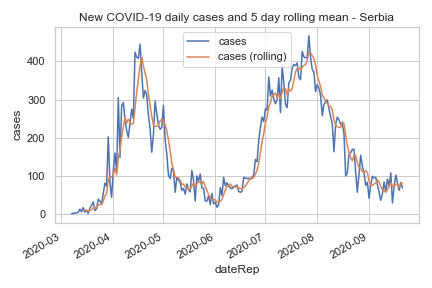 New COVID-19 daily cases and 5 day rolling mean - Serbia
cases
cases (rolling)
cases
400
300
200
100
0
2020-03
2020-04
2020-05
2020-06
2020-07
2020-08
2020-09
dateRep